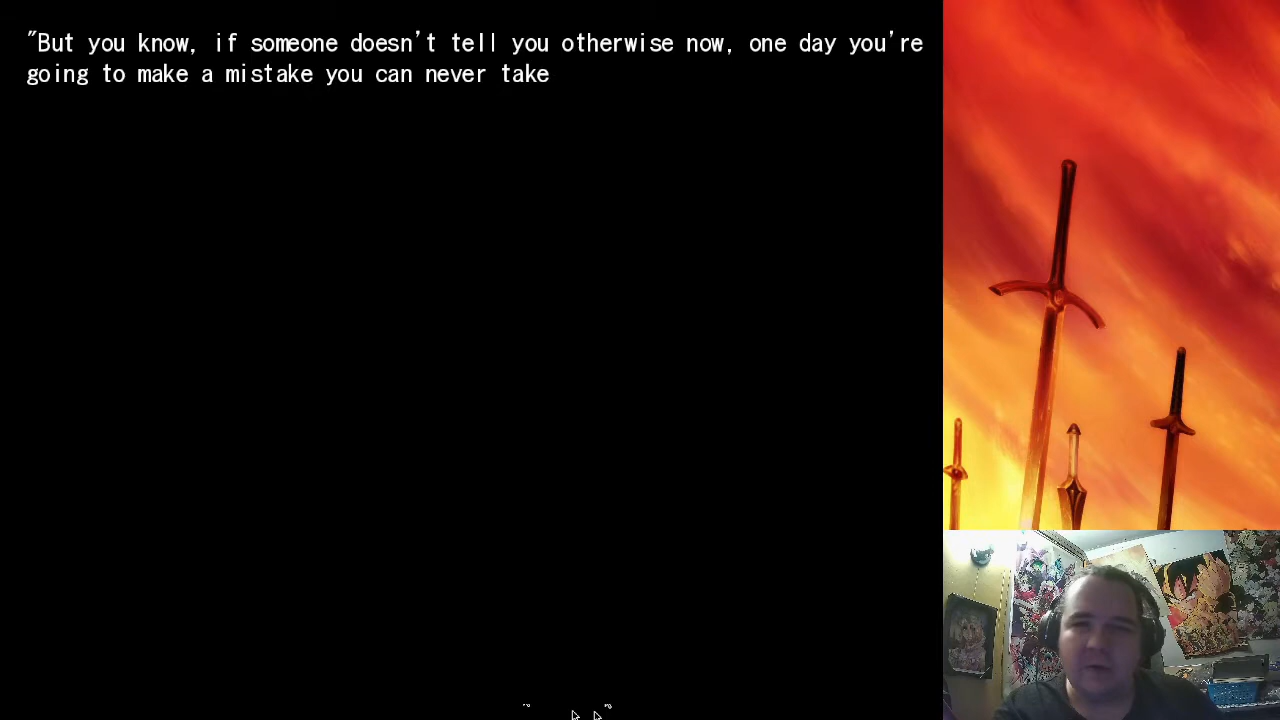 "But you know, if someone doesn't tell you otherwise now, one day you're
going to make a mistake you can never take